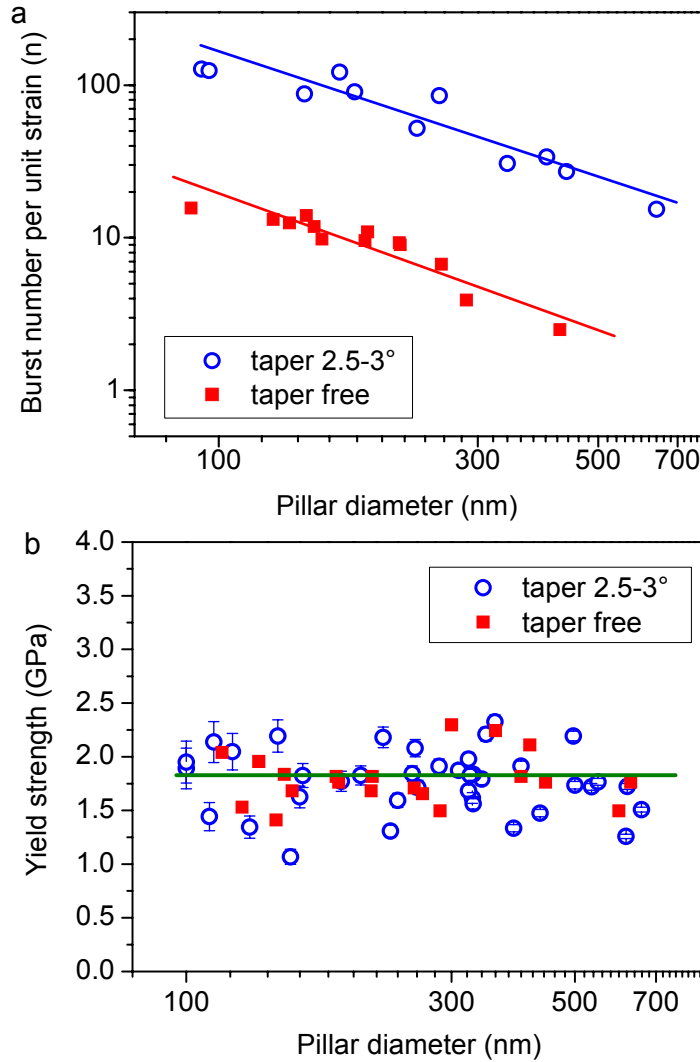 a
Burst number per unit strain (n)
100
10
1
taper 2.5-3°
taper free
100
300
500
700
Pillar diameter (nm)
b
Yield strength (GPa)
4.0
3.5
3.0
2.5
2.0
1.5
1.0
0.5
0.0
taper 2.5-3°
taper free
100
300
500
700
Pillar diameter (nm)